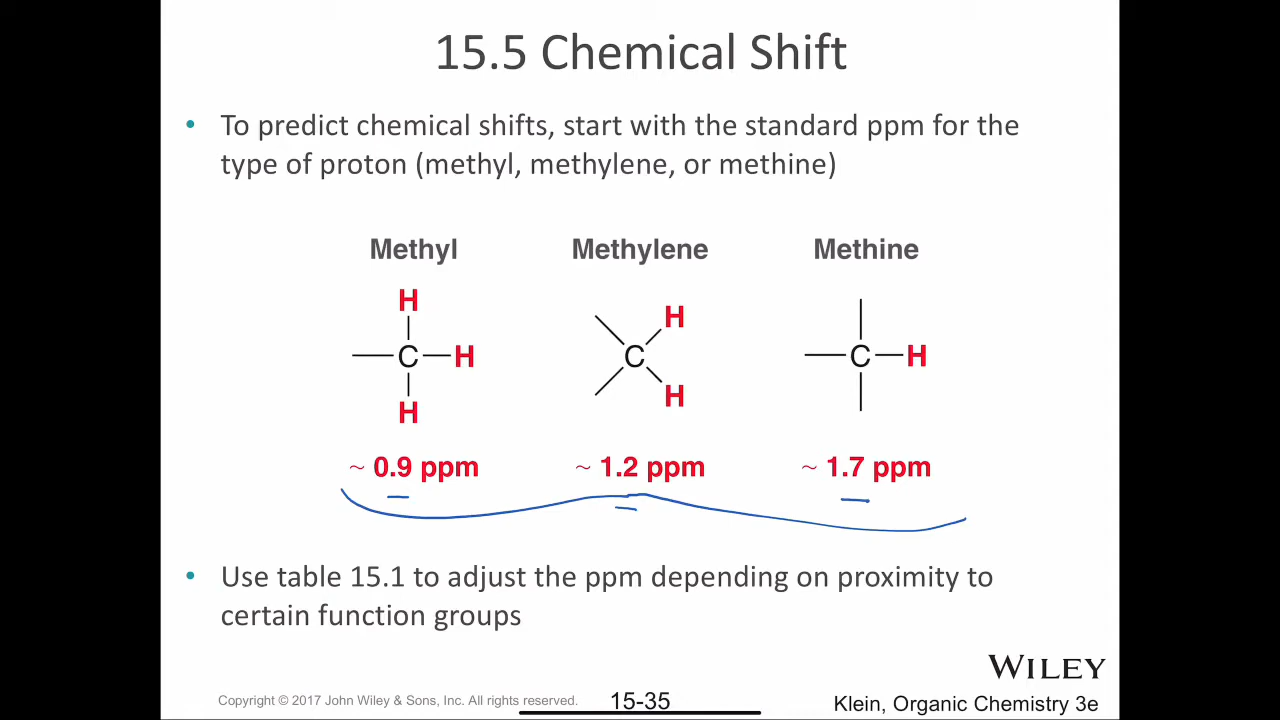 15.5 Chemical Shift
• To predict chemical shifts, start with the standard ppm for the
type of proton (methyl, methylene, or methine)
Methyl Methylene Methine
H
H
C H
H
C
H
H
C H
~ 0.9 ppm ~ 1.2 ppm ~ 1.7 ppm
• Use table 15.1 to adjust the ppm depending on proximity to
certain function groups
WILEY
Copyright © 2017 John Wiley & Sons, Inc. All rights reserved. 15-35 Klein, Organic Chemistry 3e